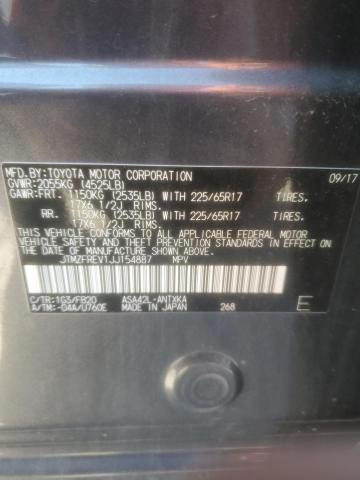 MFD.BY:TOYOTA MOTOR CORPORATION 09/17
GVWR:2055KG (4525LB)
GAWR:FRT. 1150KG (2535LB) WITH 225/65R17 TIRES.
17X6 1/2J RIMS.
RR. 1150KG (2535LB) WITH 225/65R17 TIRES.
17X6 1/2J RIMS.
THIS VEHICLE CONFORMS TO ALL APPLICABLE FEDERAL MOTOR
VEHICLE SAFETY AND THEFT PREVENTION STANDARDS IN EFFECT
ON THE DATE OF MANUFACTURE SHOWN ABOVE.
JTMZFREV1JJ154887 MPV
C/TR:1G3/FB20 ASA42L-ANTXKA
A/TM:-04A/U760E MADE IN JAPAN 268 E